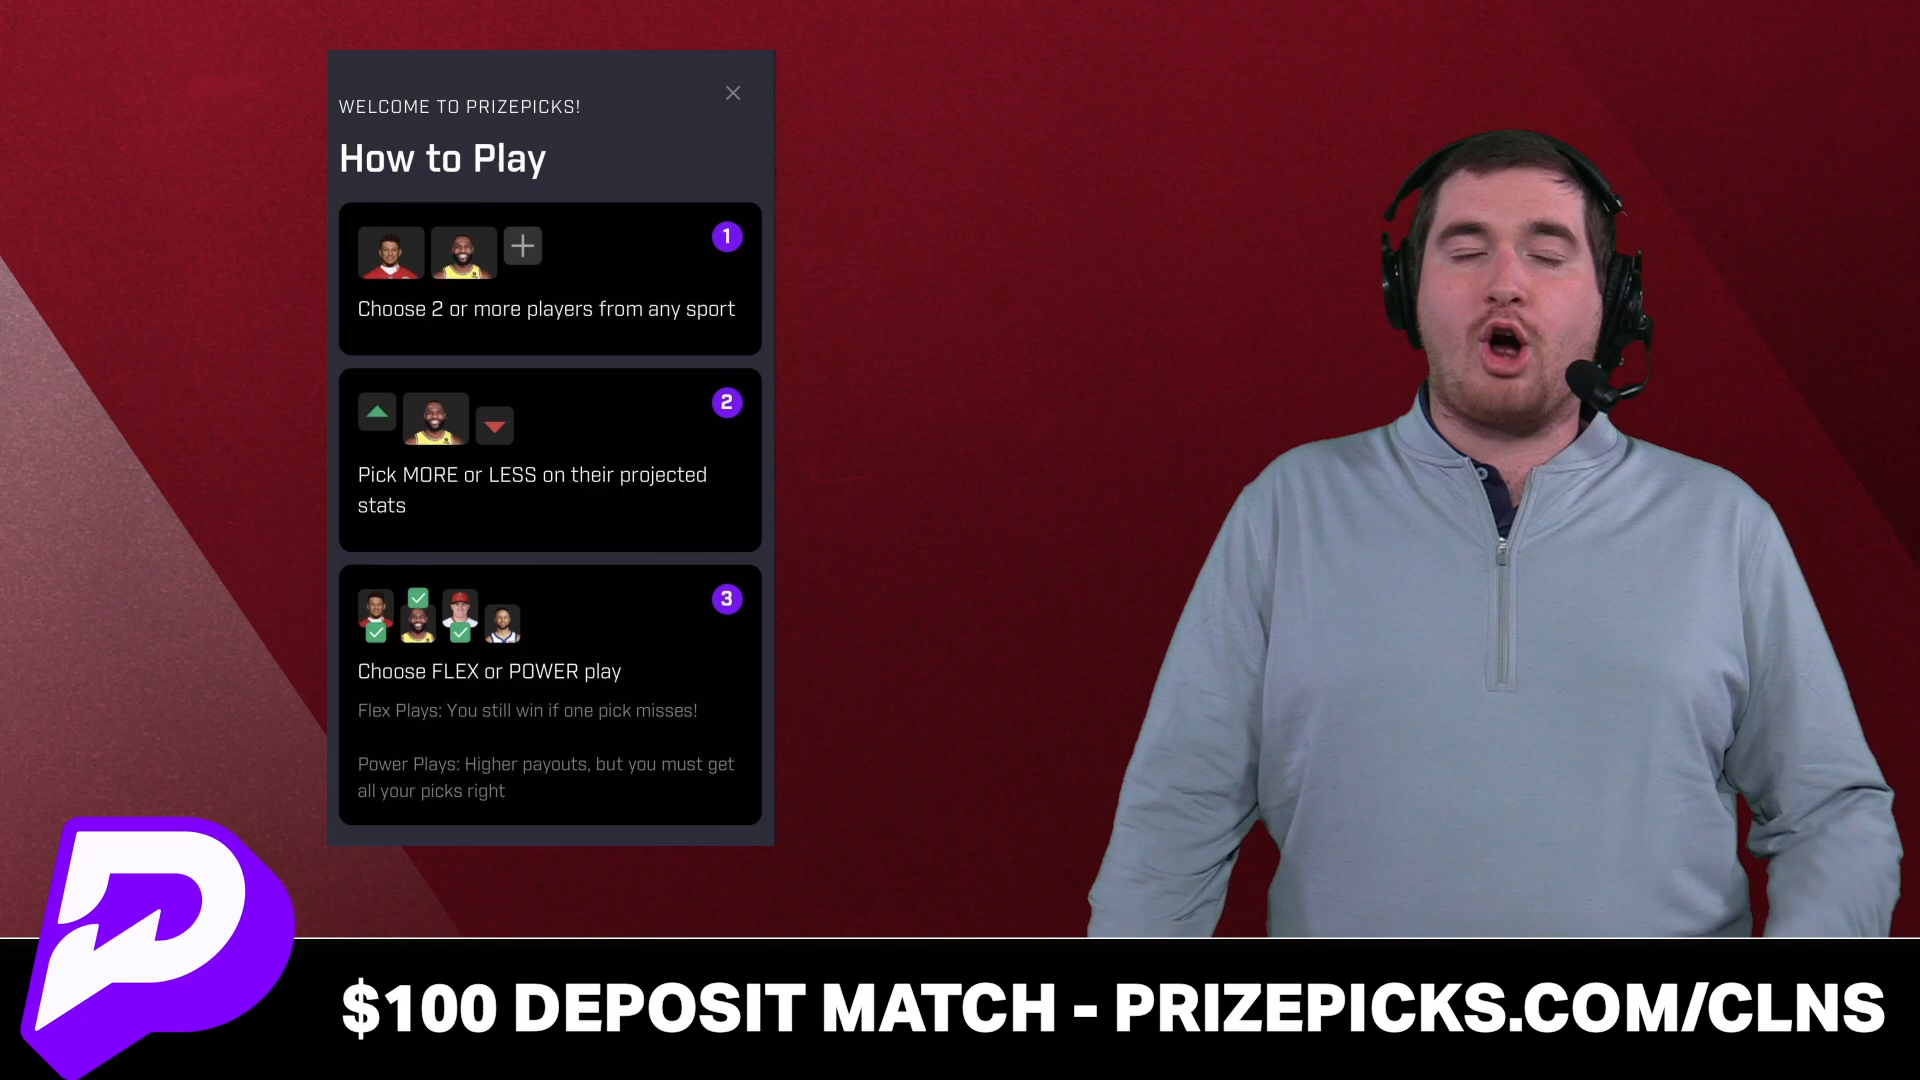 WELCOME TO PRIZEPICKS!
How to Play
1
Choose 2 or more players from any sport
2
Pick MORE or LESS on their projected
stats
3
Choose FLEX or POWER play
Flex Plays: You still win if one pick misses!
Power Plays: Higher payouts, but you must get
all your picks right
$100 DEPOSIT MATCH - PRIZEPICKS.COM/CLNS